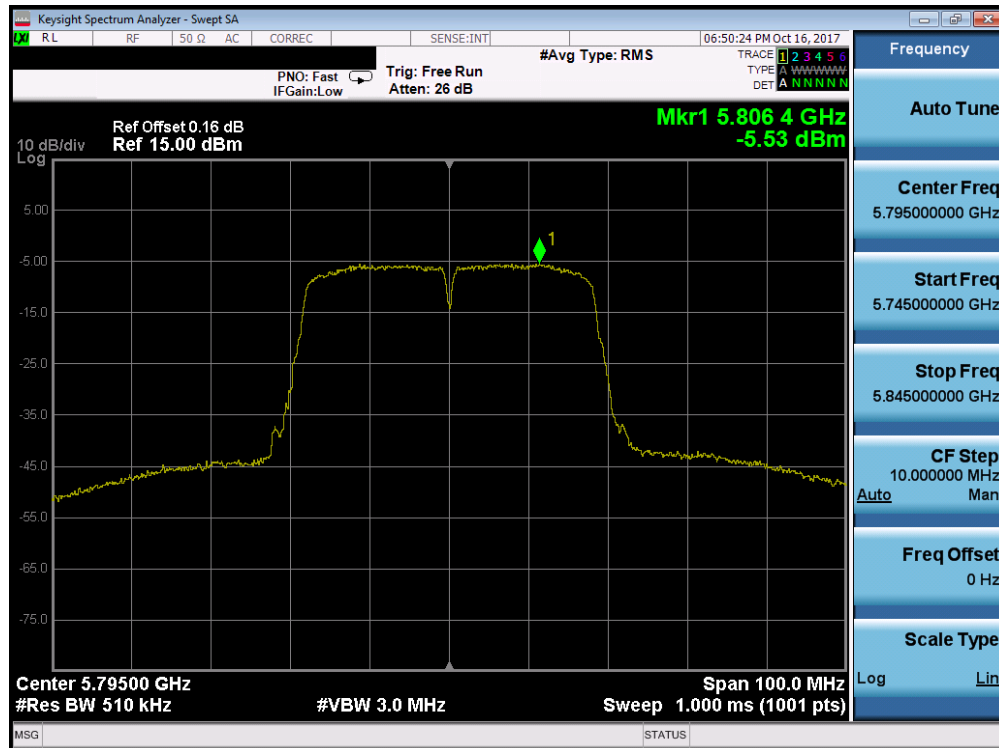 Keysight Spectrum Analyzer - Swept SA
LXI RL RF 50 Ω AC CORREC SENSE:INT 06:50:24 PM Oct 16, 2017
#Avg Type: RMS TRACE 1 2 3 4 5 6
PNO: Fast Trig: Free Run TYPE A WWWWW
IFGain:Low Atten: 26 dB DET A N N N N N
Mkr1 5.806 4 GHz
Ref Offset 0.16 dB
10 dB/div Ref 15.00 dBm -5.53 dBm
Log
1
5.00
-5.00
-15.0
-25.0
-35.0
-45.0
-55.0
-65.0
-75.0
Center 5.79500 GHz Span 100.0 MHz
#Res BW 510 kHz #VBW 3.0 MHz Sweep 1.000 ms (1001 pts)
MSG STATUS
Frequency
Auto Tune
Center Freq
5.795000000 GHz
Start Freq
5.745000000 GHz
Stop Freq
5.845000000 GHz
CF Step
10.000000 MHz
Auto Man
Freq Offset
0 Hz
Scale Type
Log Lin